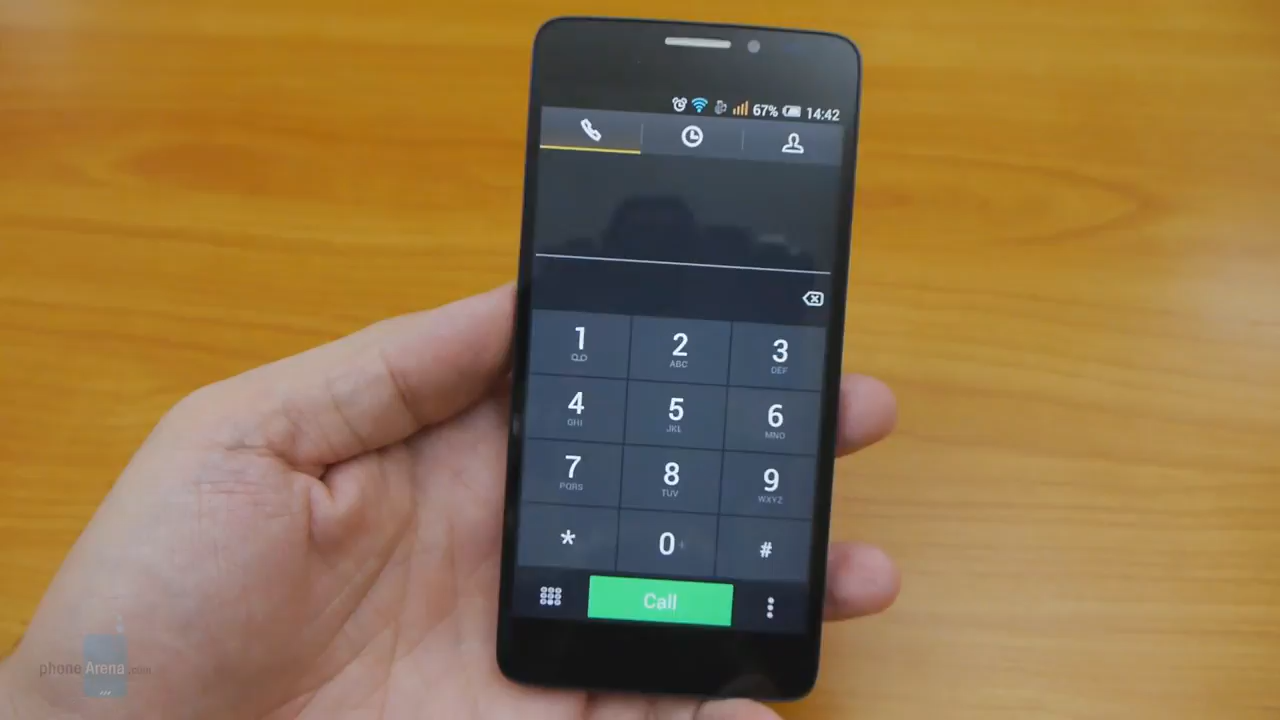 67% 14:42
1 2 3
ABC DEF
4 5 6
GHI JKL MNO
7 8 9
PQRS TUV WXYZ
* 0 #
+
Call
phoneArena.com